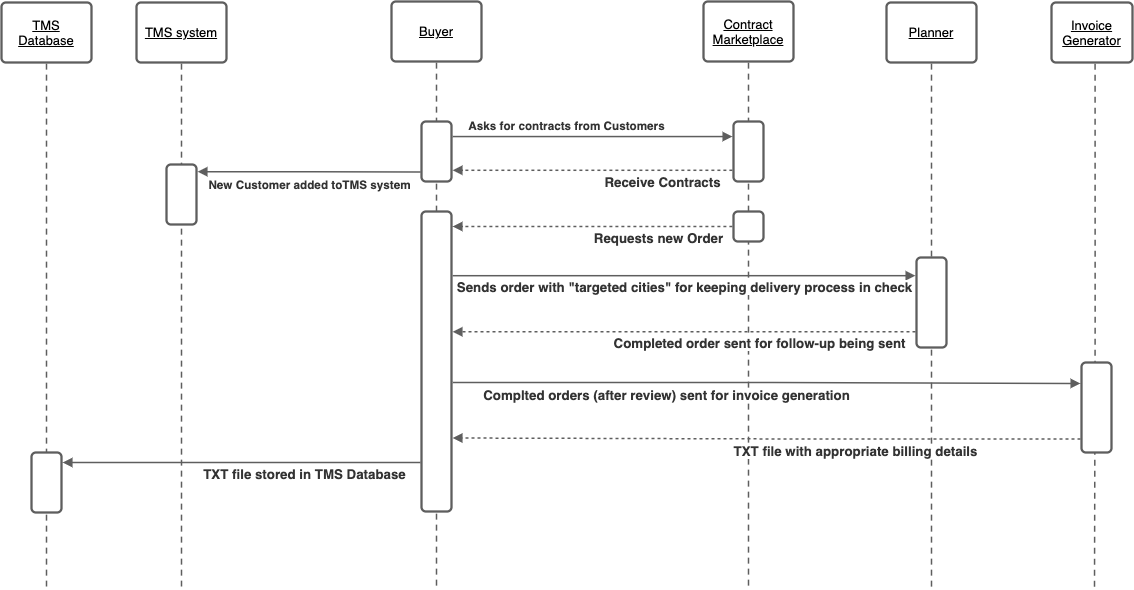 TMS
Database
TMS system
Buyer
Contract
Marketplace
Planner
Invoice
Generator
Asks for contracts from Customers
Receive Contracts
New Customer added toTMS system
Requests new Order
Sends order with "targeted cities" for keeping delivery process in check
Completed order sent for follow-up being sent
Complted orders (after review) sent for invoice generation
TXT file with appropriate billing details
TXT file stored in TMS Database